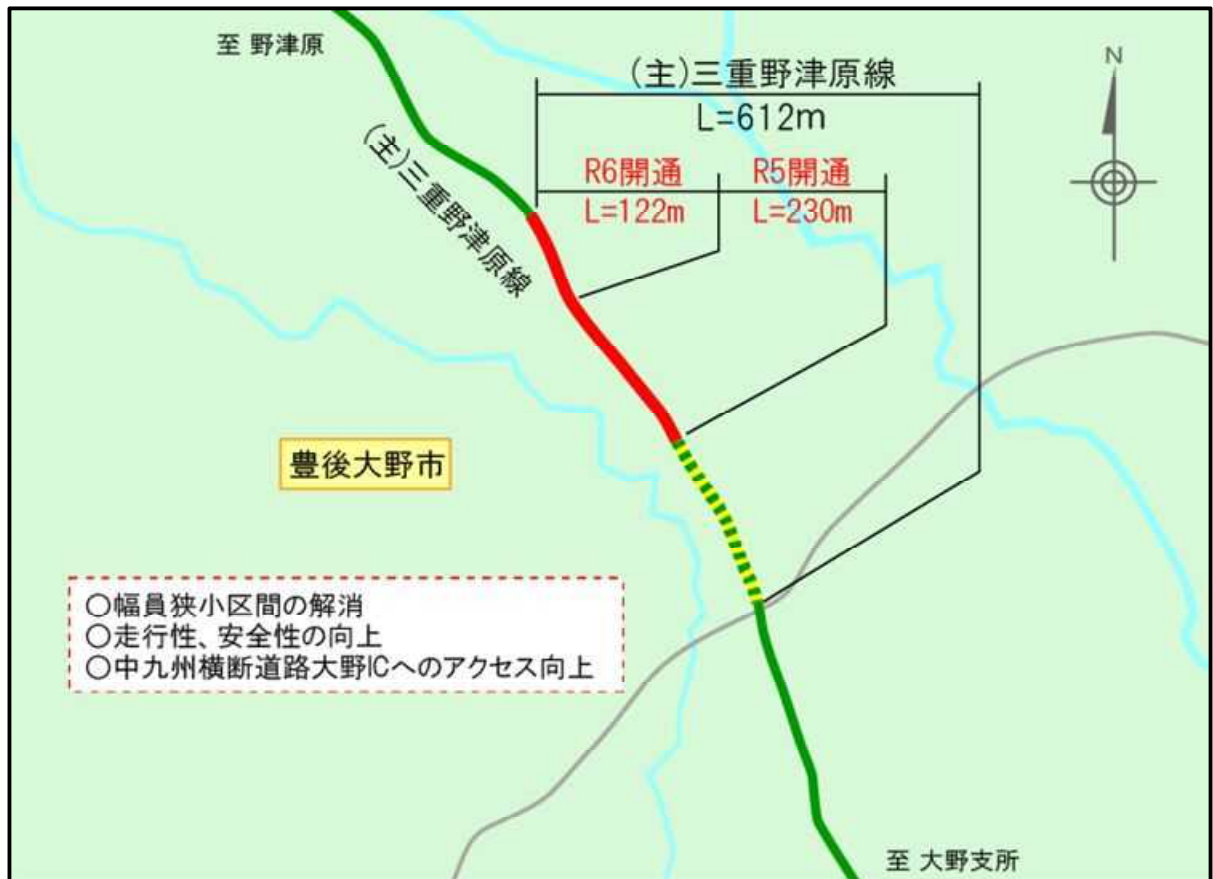 至 野津原
N
(主)三重野津原線
L=612m
R6開通
L=122m
R5開通
L=230m
(主)三重野津原線
豊後大野市
○幅員狭小区間の解消
○走行性、安全性の向上
○中九州横断道路大野ICへのアクセス向上
至 大野支所